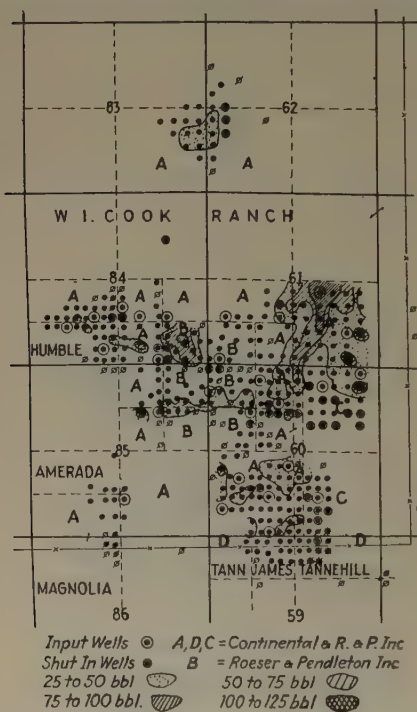 83 62
A A
W.I. COOK RANCH
84 61
A A A A
A B A
HUMBLE B
A B B A
A B B A
85 60
AMERADA A
A C
D D
TANN JAMES, TANNEHILL
MAGNOLIA
86 59
Input Wells A,D,C = Continental & R. & P. Inc
Shut In Wells B = Roeser & Pendleton Inc
25 to 50 bbl 50 to 75 bbl
75 to 100 bbl. 100 to 125 bbl